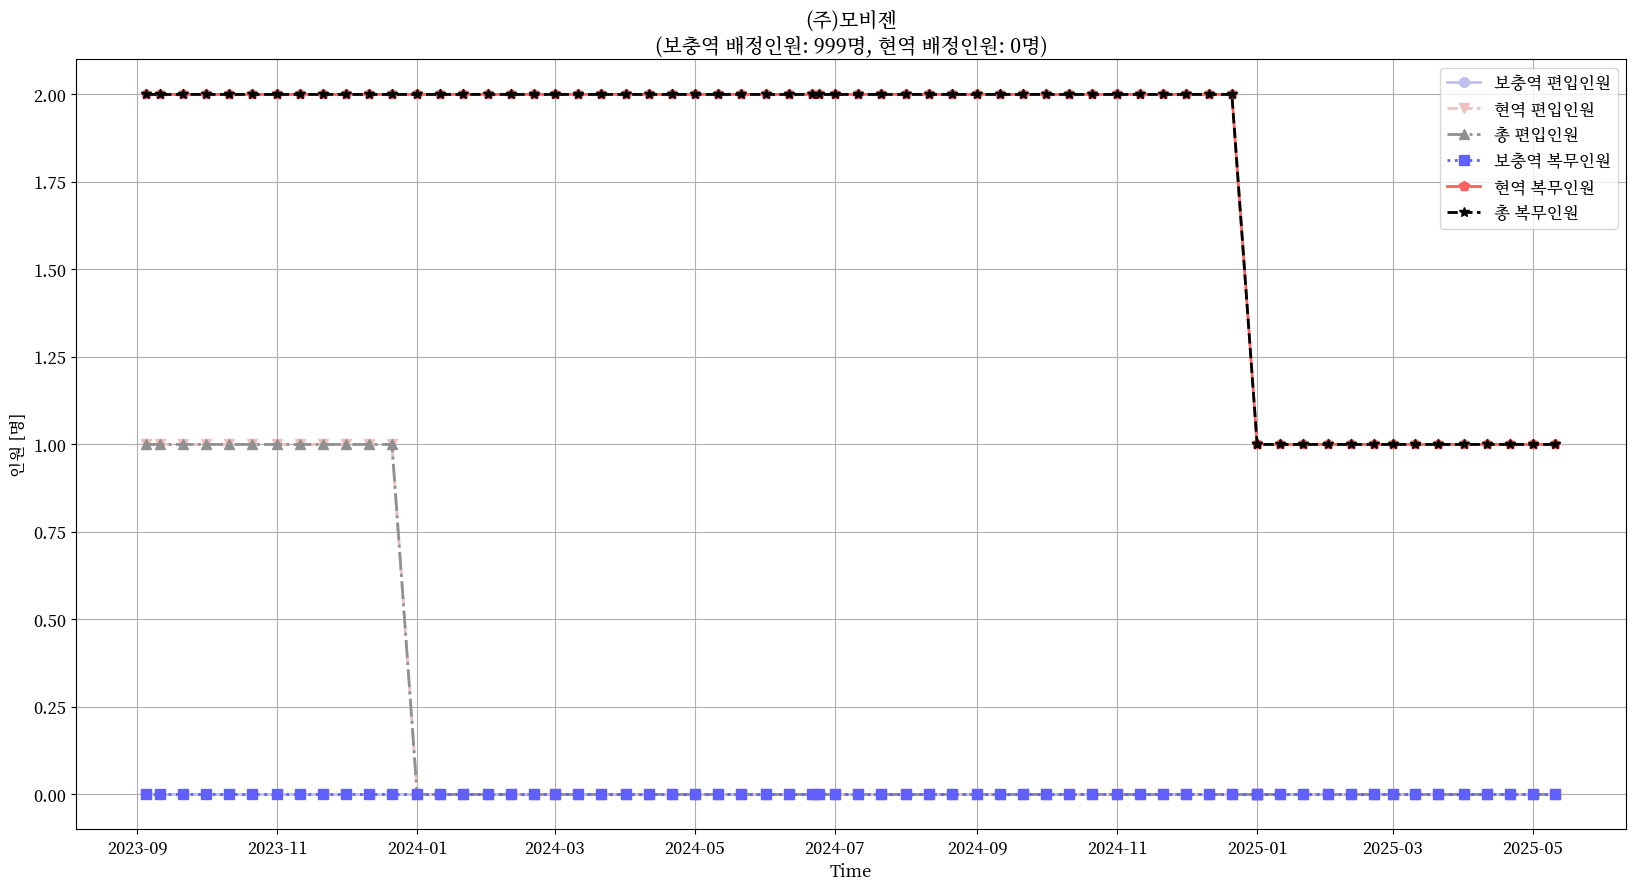 (주)모비젠
(보충역 배정인원: 999명, 현역 배정인원: 0명)
보충역 편입인원
현역 편입인원
총 편입인원
보충역 복무인원
현역 복무인원
총 복무인원
인원 [명]
2.00
1.75
1.50
1.25
1.00
0.75
0.50
0.25
0.00
2023-09 2023-11 2024-01 2024-03 2024-05 2024-07 2024-09 2024-11 2025-01 2025-03 2025-05
Time